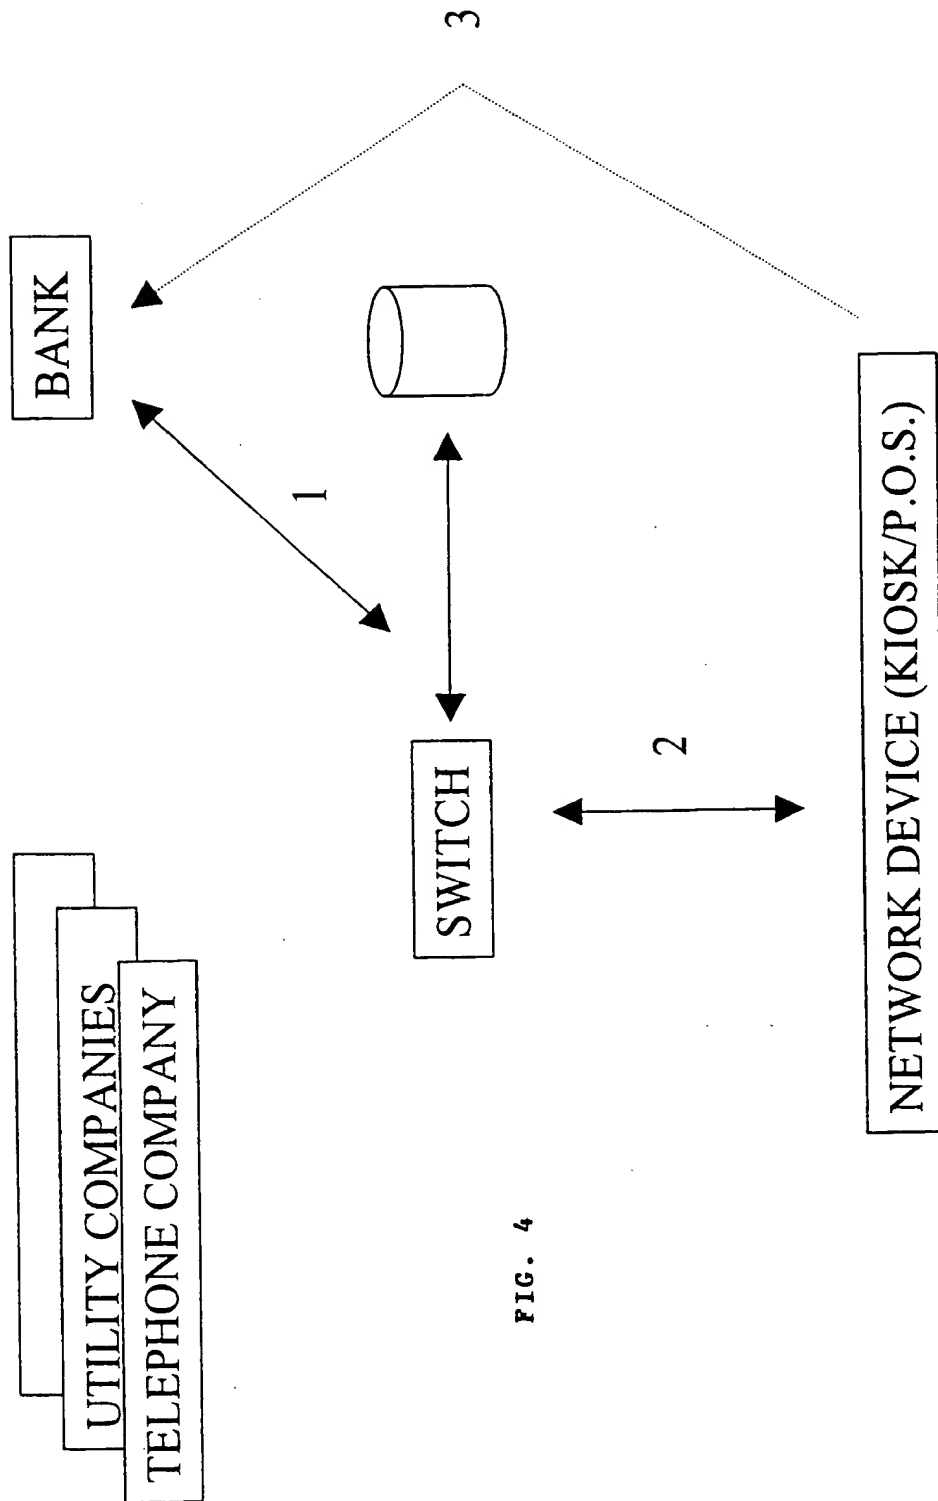 UTILITY COMPANIES
TELEPHONE COMPANY
BANK
1
SWITCH
3
2
NETWORK DEVICE (KIOSK/P.O.S.)
FIG. 4